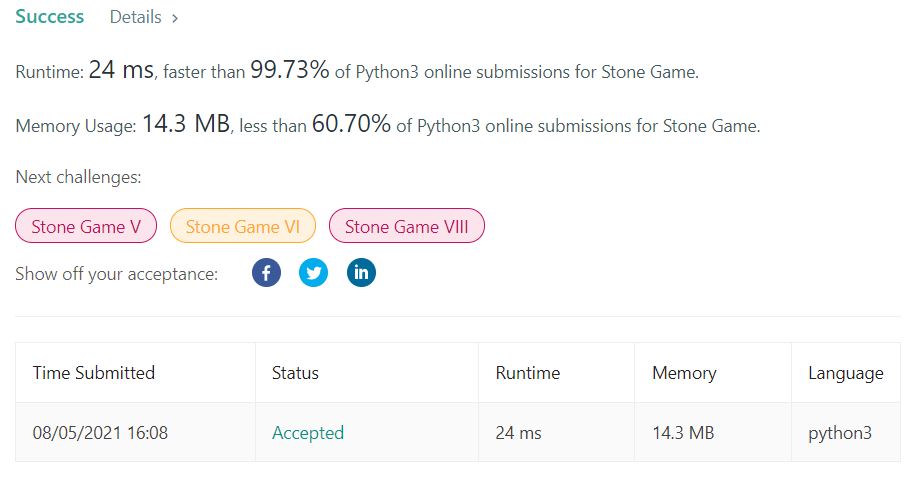 Success Details >
Runtime: 24 ms, faster than 99.73% of Python3 online submissions for Stone Game.
Memory Usage: 14.3 MB, less than 60.70% of Python3 online submissions for Stone Game.
Next challenges:
Stone Game V Stone Game VI Stone Game VIII
Show off your acceptance: f in
Time Submitted Status Runtime Memory Language
08/05/2021 16:08 Accepted 24 ms 14.3 MB python3